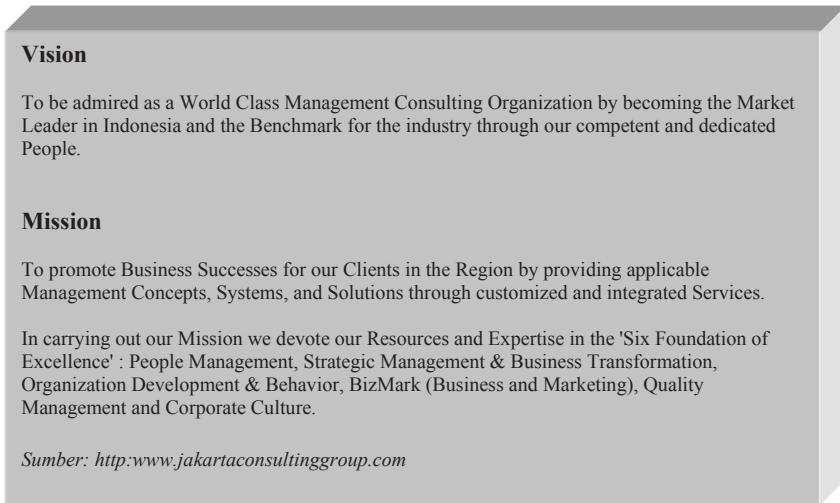 Vision
To be admired as a World Class Management Consulting Organization by becoming the Market
Leader in Indonesia and the Benchmark for the industry through our competent and dedicated
People.
Mission
To promote Business Successes for our Clients in the Region by providing applicable
Management Concepts, Systems, and Solutions through customized and integrated Services.
In carrying out our Mission we devote our Resources and Expertise in the 'Six Foundation of
Excellence' : People Management, Strategic Management & Business Transformation,
Organization Development & Behavior, BizMark (Business and Marketing), Quality
Management and Corporate Culture.
Sumber: http:www.jakartaconsultinggroup.com